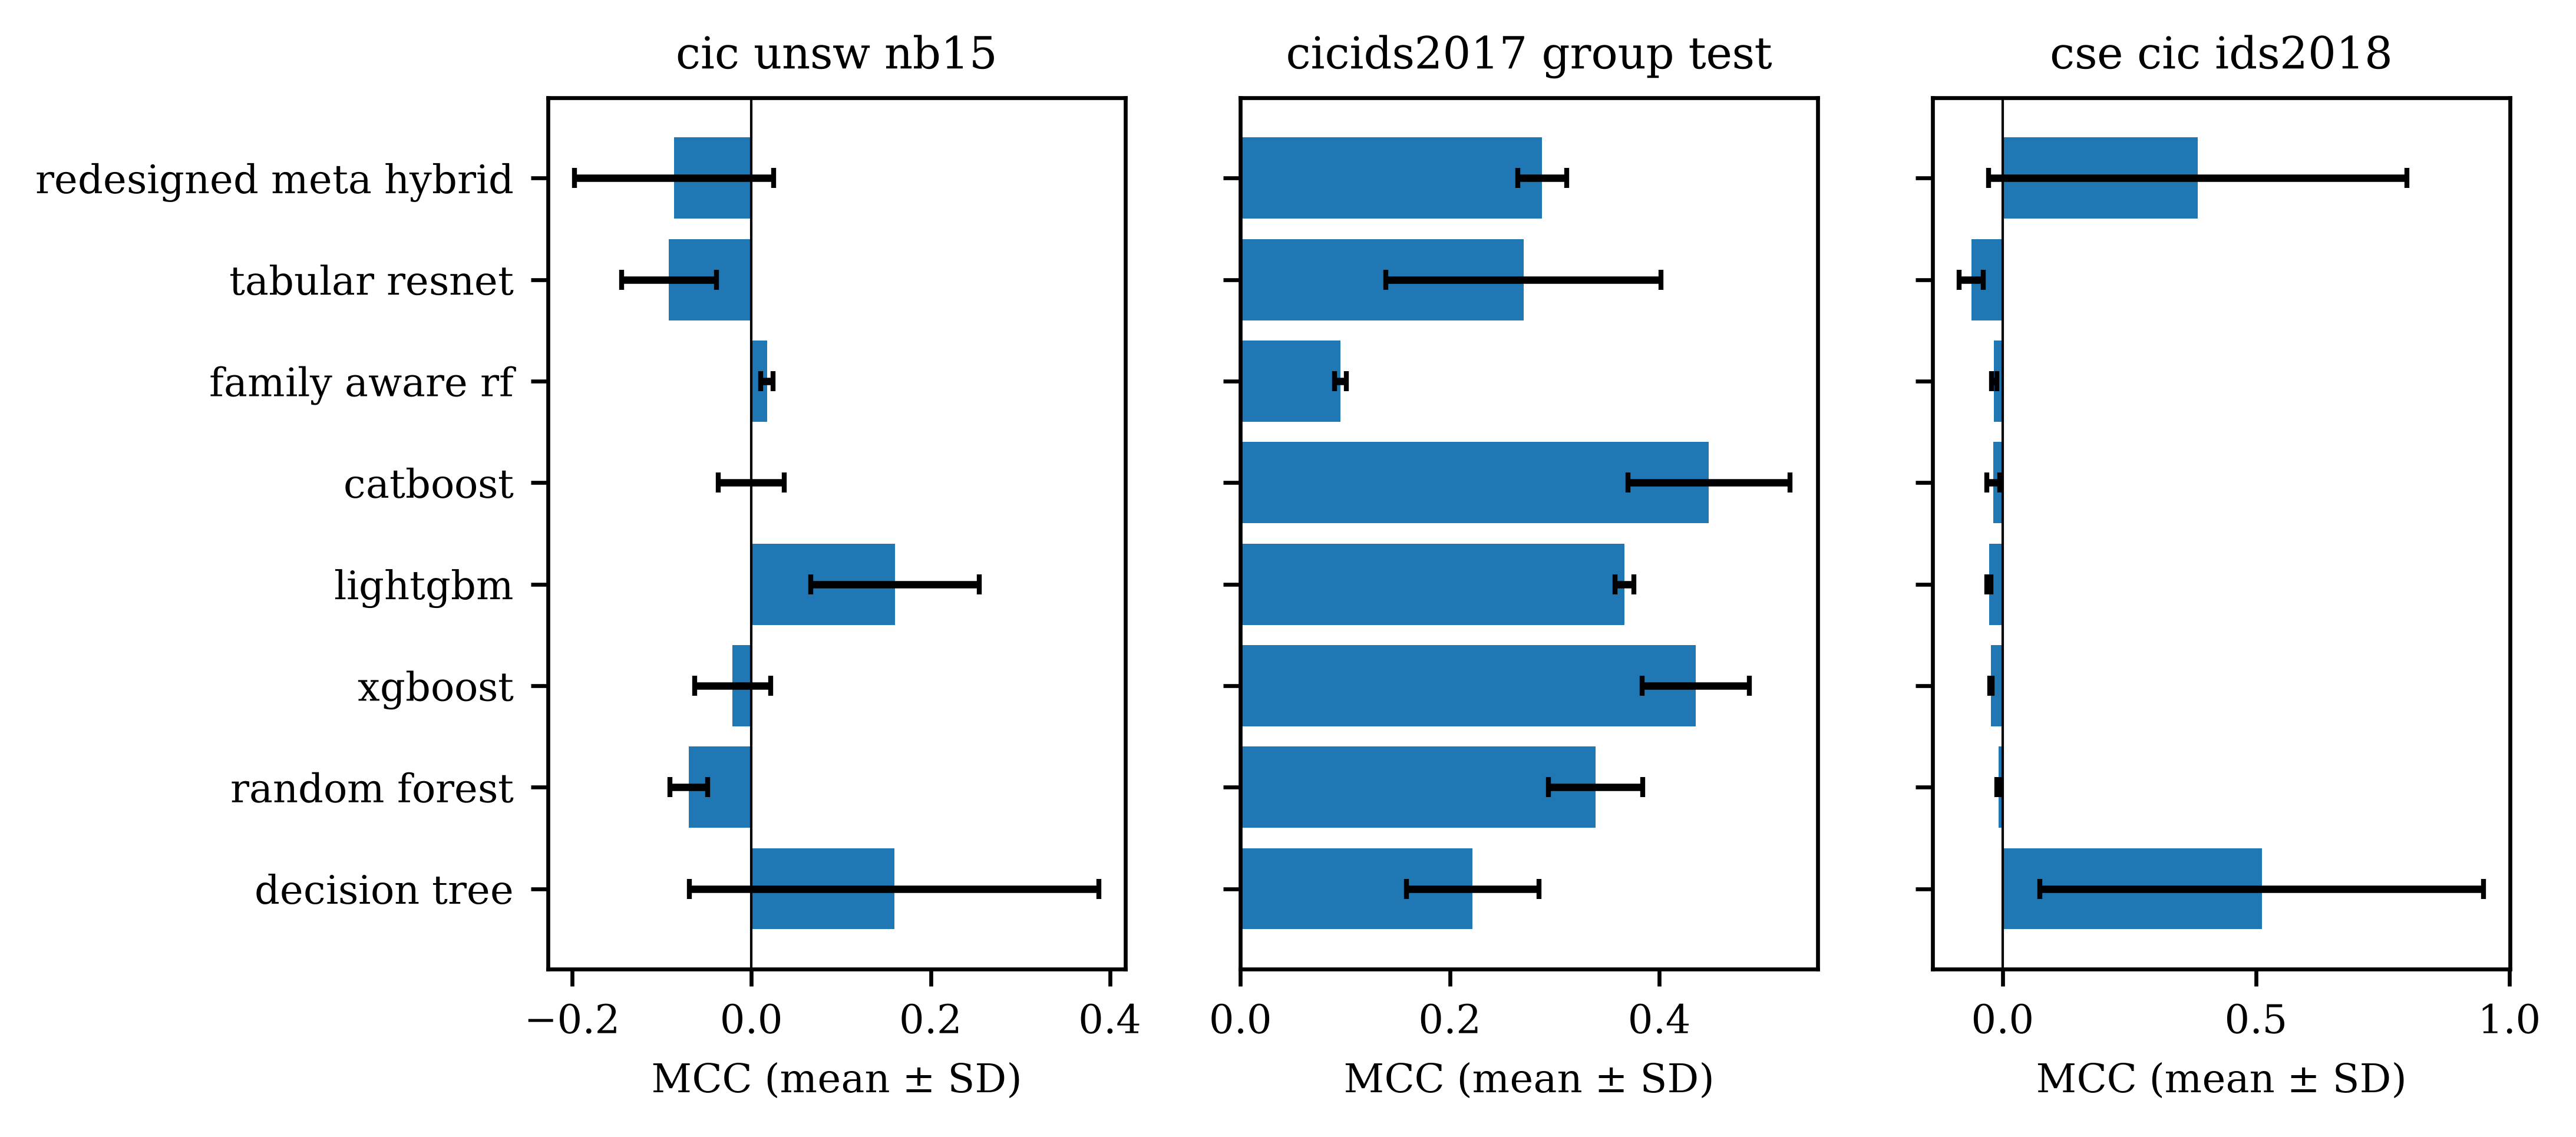 cic unsw nb15
cicids2017 group test
cse cic ids2018
redesigned meta hybrid
tabular resnet
family aware rf
catboost
lightgbm
xgboost
random forest
decision tree
−0.2 0.0 0.2 0.4
0.0 0.2 0.4
0.0 0.5 1.0
MCC (mean ± SD)
MCC (mean ± SD)
MCC (mean ± SD)